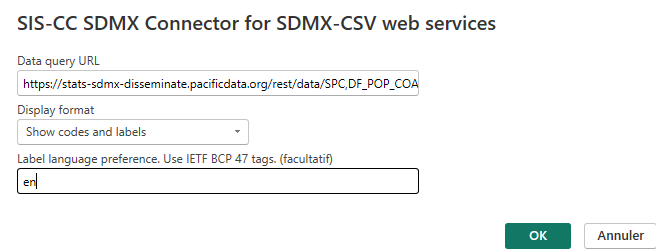 SIS-CC SDMX Connector for SDMX-CSV web services
Data query URL
https://stats-sdmx-disseminate.pacificdata.org/rest/data/SPC,DF_POP_COA
Display format
Show codes and labels
Label language preference. Use IETF BCP 47 tags. (facultatif)
en
OK Annuler